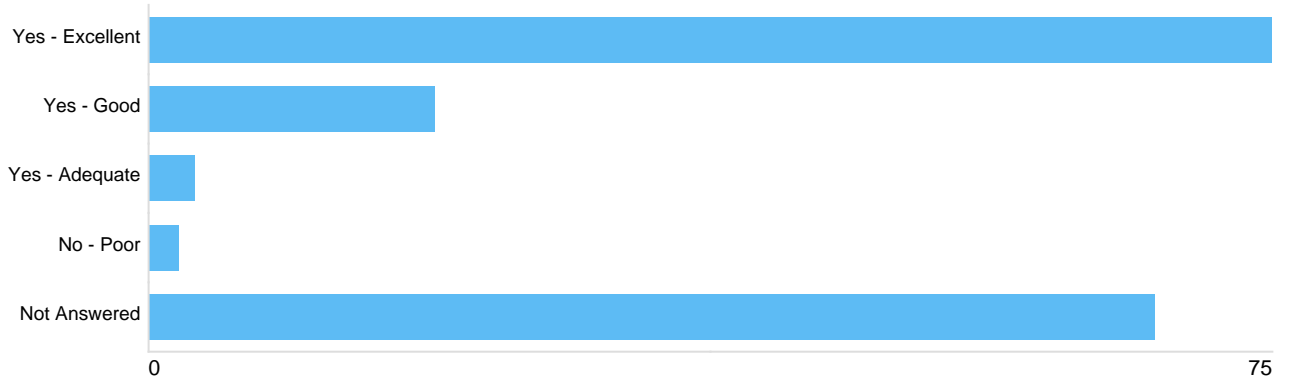 Yes - Excellent
Yes - Good
Yes - Adequate
No - Poor
Not Answered
0 75